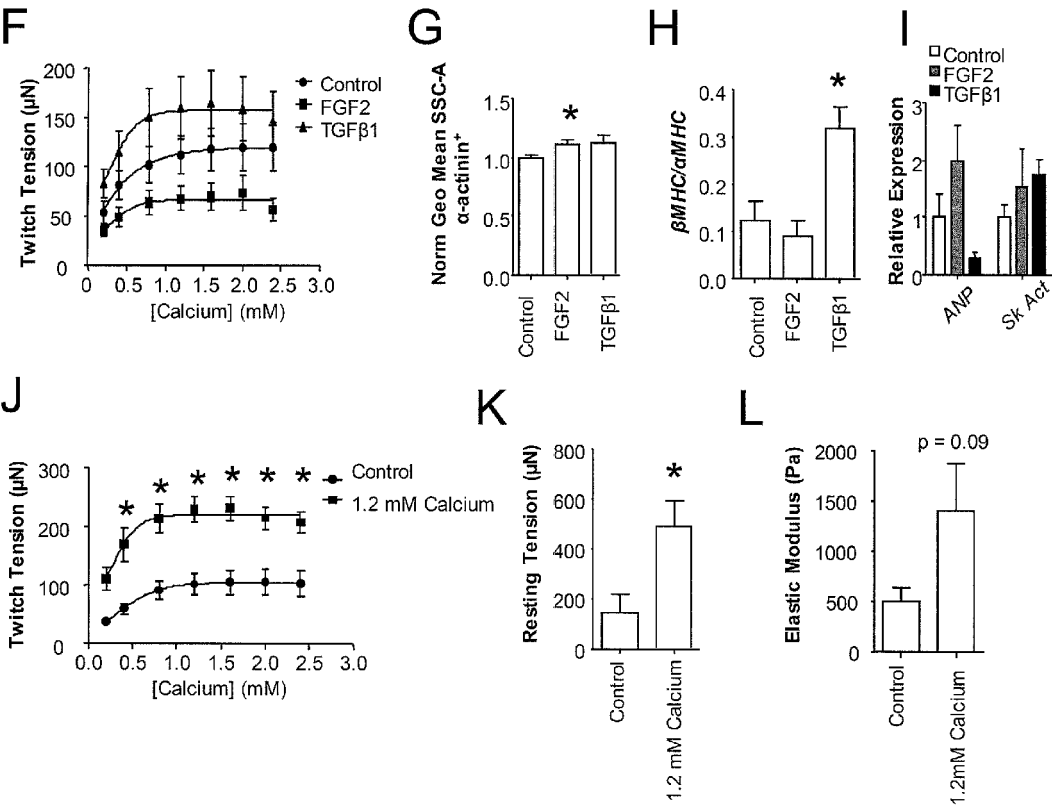 F
200
150
100
50
0
Twitch Tension (µN)
0.0 0.5 1.0 1.5 2.0 2.5 3.0
[Calcium] (mM)
Control
FGF2
TGFβ1
G
1.5
1.0
0.5
0.0
Norm Geo Mean SSC-A
α-actinin+
*
Control
FGF2
TGFβ1
H
0.4
0.3
0.2
0.1
0.0
βMHC/αMHC
*
Control
FGF2
TGFβ1
I
Control
FGF2
TGFβ1
3
2
1
0
Relative Expression
ANP
Sk Act
J
300
200
100
0
Twitch Tension (µN)
* * * * * *
0.0 0.5 1.0 1.5 2.0 2.5 3.0
[Calcium] (mM)
Control
1.2 mM Calcium
K
800
600
400
200
0
Resting Tension (µN)
*
Control
1.2 mM Calcium
L
p = 0.09
2000
1500
1000
500
0
Elastic Modulus (Pa)
Control
1.2mM Calcium